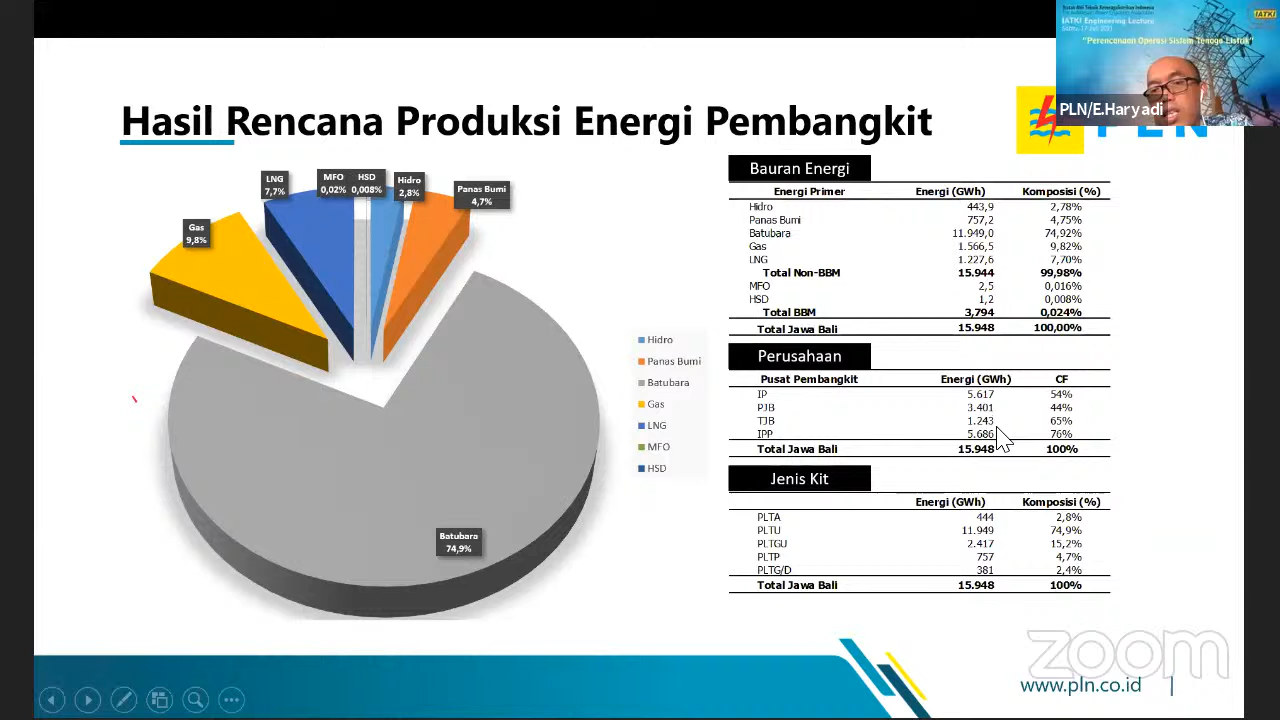 IATKI Engineering Lecture
"Perencanaan Operasi Sistem Tenaga Listrik"
IATKI
PLN/E.Haryadi
Hasil Rencana Produksi Energi Pembangkit
PLN
LNG
7,7%
MFO
0,02%
HSD
0,008%
Hidro
2,8%
Panas Bumi
4,7%
Gas
9,8%
Batubara
74,9%
Hidro
Panas Bumi
Batubara
Gas
LNG
MFO
HSD
Bauran Energi
Energi Primer Energi (GWh) Komposisi (%)
Hidro 443,9 2,78%
Panas Bumi 757,2 4,75%
Batubara 11.949,0 74,92%
Gas 1.566,5 9,82%
LNG 1.227,6 7,70%
Total Non-BBM 15.944 99,98%
MFO 2,5 0,016%
HSD 1,2 0,008%
Total BBM 3,794 0,024%
Total Jawa Bali 15.948 100,00%
Perusahaan
Pusat Pembangkit Energi (GWh) CF
IP 5.617 54%
PJB 3.401 44%
TJB 1.243 65%
IPP 5.686 76%
Total Jawa Bali 15.948 100%
Jenis Kit
Energi (GWh) Komposisi (%)
PLTA 444 2,8%
PLTU 11.949 74,9%
PLTGU 2.417 15,2%
PLTP 757 4,7%
PLTG/D 381 2,4%
Total Jawa Bali 15.948 100%
zoom
www.pln.co.id